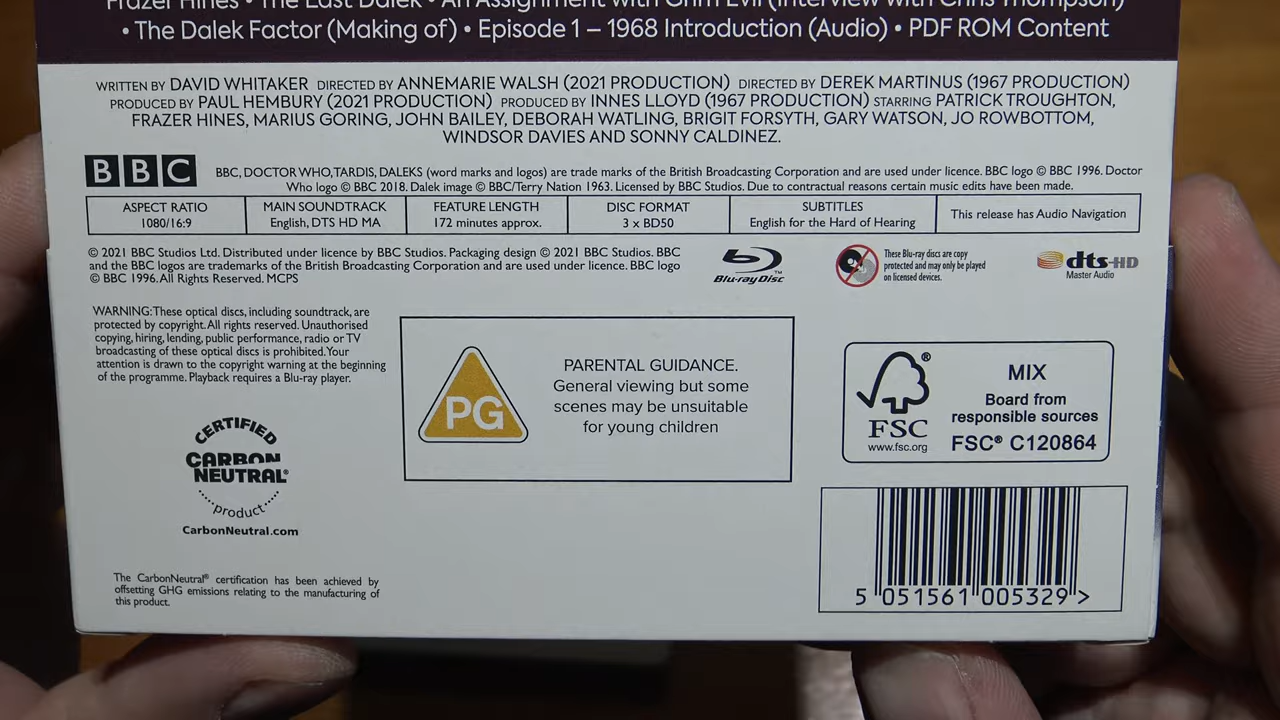 Frazer Hines • The Last Dalek • An Assignment with Grim Evil (Interview with Chris Thompson)
• The Dalek Factor (Making of) • Episode 1 – 1968 Introduction (Audio) • PDF ROM Content
WRITTEN BY DAVID WHITAKER DIRECTED BY ANNEMARIE WALSH (2021 PRODUCTION) DIRECTED BY DEREK MARTINUS (1967 PRODUCTION)
PRODUCED BY PAUL HEMBURY (2021 PRODUCTION) PRODUCED BY INNES LLOYD (1967 PRODUCTION) STARRING PATRICK TROUGHTON,
FRAZER HINES, MARIUS GORING, JOHN BAILEY, DEBORAH WATLING, BRIGIT FORSYTH, GARY WATSON, JO ROWBOTTOM,
WINDSOR DAVIES AND SONNY CALDINEZ.
BBC
BBC, DOCTOR WHO, TARDIS, DALEKS (word marks and logos) are trade marks of the British Broadcasting Corporation and are used under licence. BBC logo © BBC 1996. Doctor
Who logo © BBC 2018. Dalek image © BBC/Terry Nation 1963. Licensed by BBC Studios. Due to contractual reasons certain music edits have been made.
ASPECT RATIO
1080/16:9
MAIN SOUNDTRACK
English, DTS HD MA
FEATURE LENGTH
172 minutes approx.
DISC FORMAT
3 x BD50
SUBTITLES
English for the Hard of Hearing
This release has Audio Navigation
© 2021 BBC Studios Ltd. Distributed under licence by BBC Studios. Packaging design © 2021 BBC Studios. BBC
and the BBC logos are trademarks of the British Broadcasting Corporation and are used under licence. BBC logo
© BBC 1996. All Rights Reserved. MCPS
Blu-ray Disc™
These Blu-ray discs are copy
protected and may only be played
on licensed devices.
dts-HD
Master Audio
WARNING: These optical discs, including soundtrack, are
protected by copyright. All rights reserved. Unauthorised
copying, hiring, lending, public performance, radio or TV
broadcasting of these optical discs is prohibited. Your
attention is drawn to the copyright warning at the beginning
of the programme. Playback requires a Blu-ray player.
PG
PARENTAL GUIDANCE.
General viewing but some
scenes may be unsuitable
for young children
®
FSC
www.fsc.org
MIX
Board from
responsible sources
FSC® C120864
CERTIFIED
CARBON
NEUTRAL®
product
CarbonNeutral.com
The CarbonNeutral® certification has been achieved by
offsetting GHG emissions relating to the manufacturing of
this product.
5 051561 005329 >